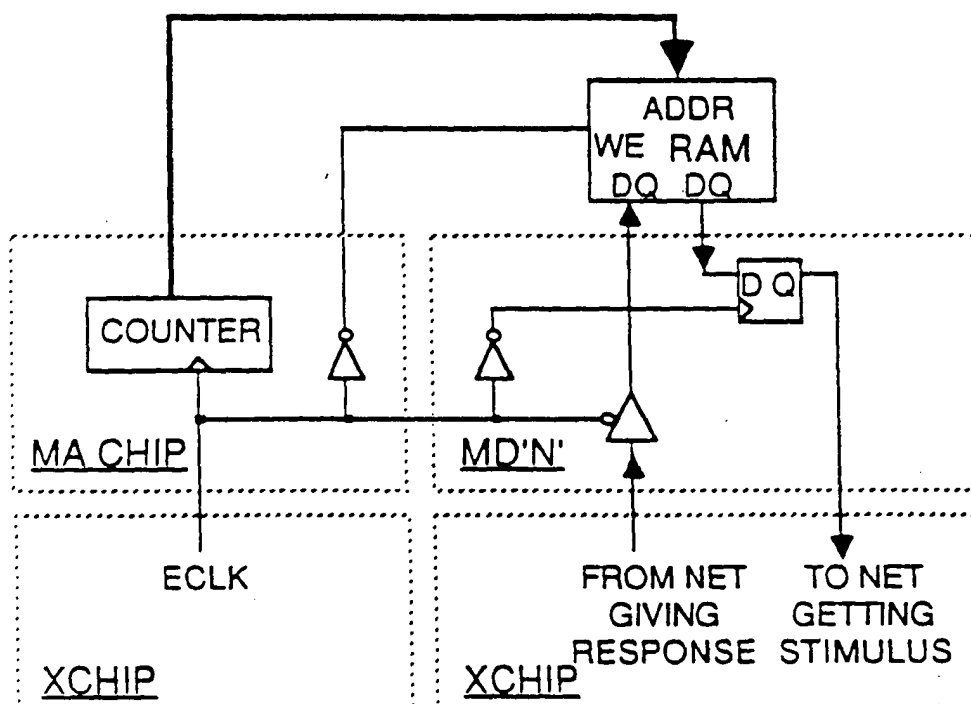 ADDR
WE RAM
DQ DQ
D Q
COUNTER
MA CHIP
MD'N'
ECLK
FROM NET
GIVING
RESPONSE
TO NET
GETTING
STIMULUS
XCHIP
XCHIP